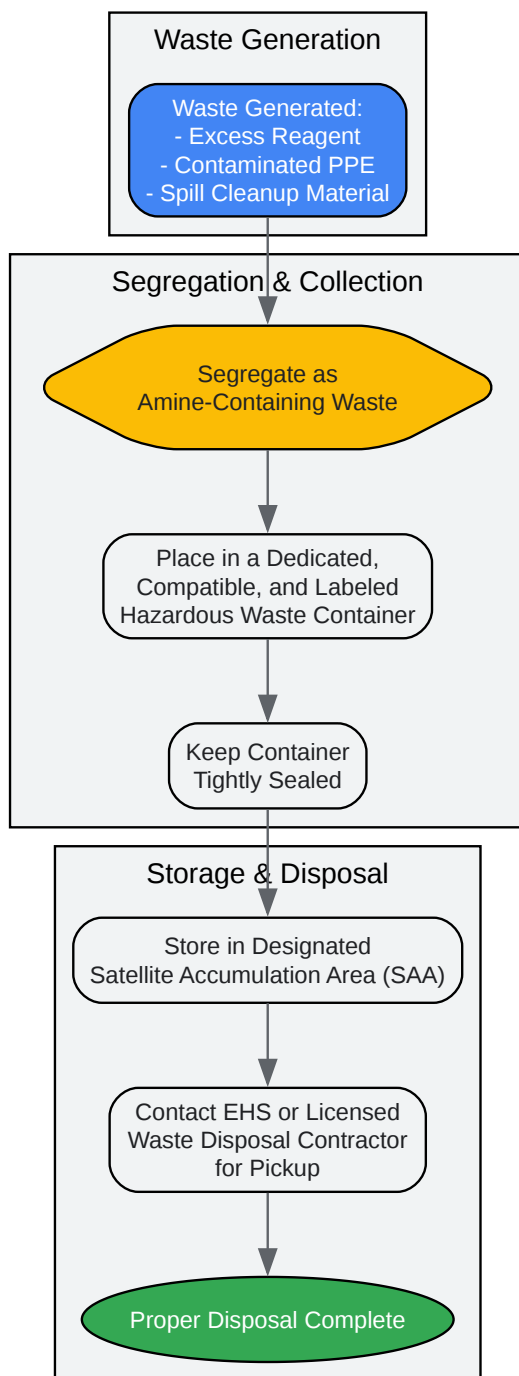 Waste Generation
Waste Generated:
- Excess Reagent
- Contaminated PPE
- Spill Cleanup Material
Segregation & Collection
Segregate as
Amine-Containing Waste
Place in a Dedicated,
Compatible, and Labeled
Hazardous Waste Container
Keep Container
Tightly Sealed
Storage & Disposal
Store in Designated
Satellite Accumulation Area (SAA)
Contact EHS or Licensed
Waste Disposal Contractor
for Pickup
Proper Disposal Complete